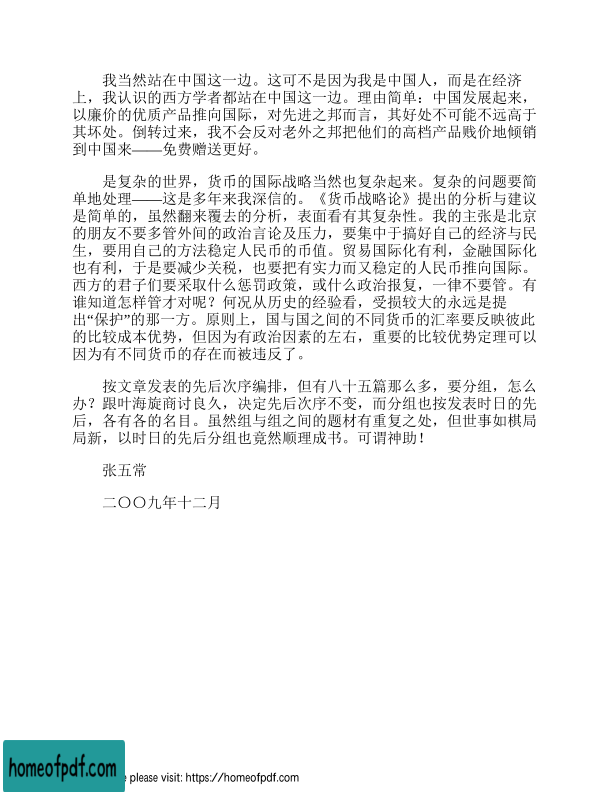 我当然站在中国这一边。这可不是因为我是中国人，而是在经济
上，我认识的西方学者都站在中国这一边。理由简单：中国发展起来，
以廉价的优质产品推向国际，对先进之邦而言，其好处不可能不远高于
其坏处。倒转过来，我不会反对老外之邦把他们的高档产品贱价地倾销
到中国来——免费赠送更好。
是复杂的世界，货币的国际战略当然也复杂起来。复杂的问题要简
单地处理——这是多年来我深信的。《货币战略论》提出的分析与建议
是简单的，虽然翻来覆去的分析，表面看有其复杂性。我的主张是北京
的朋友不要多管外间的政治言论及压力，要集中于搞好自己的经济与民
生，要用自己的方法稳定人民币的币值。贸易国际化有利，金融国际化
也有利，于是要减少关税，也要把有实力而又稳定的人民币推向国际。
西方的君子们要采取什么惩罚政策，或什么政治报复，一律不要管。有
谁知道怎样管才对呢？何况从历史的经验看，受损较大的永远是提
出“保护”的那一方。原则上，国与国之间的不同货币的汇率要反映彼此
的比较成本优势，但因为有政治因素的左右，重要的比较优势定理可以
因为有不同货币的存在而被违反了。
按文章发表的先后次序编排，但有八十五篇那么多，要分组，怎么
办？跟叶海旋商讨良久，决定先后次序不变，而分组也按发表时日的先
后，各有各的名目。虽然组与组之间的题材有重复之处，但世事如棋局
局新，以时日的先后分组也竟然顺理成书。可谓神助！
张五常
二〇〇九年十二月
homeofpdf.com
e please visit: https://homeofpdf.com